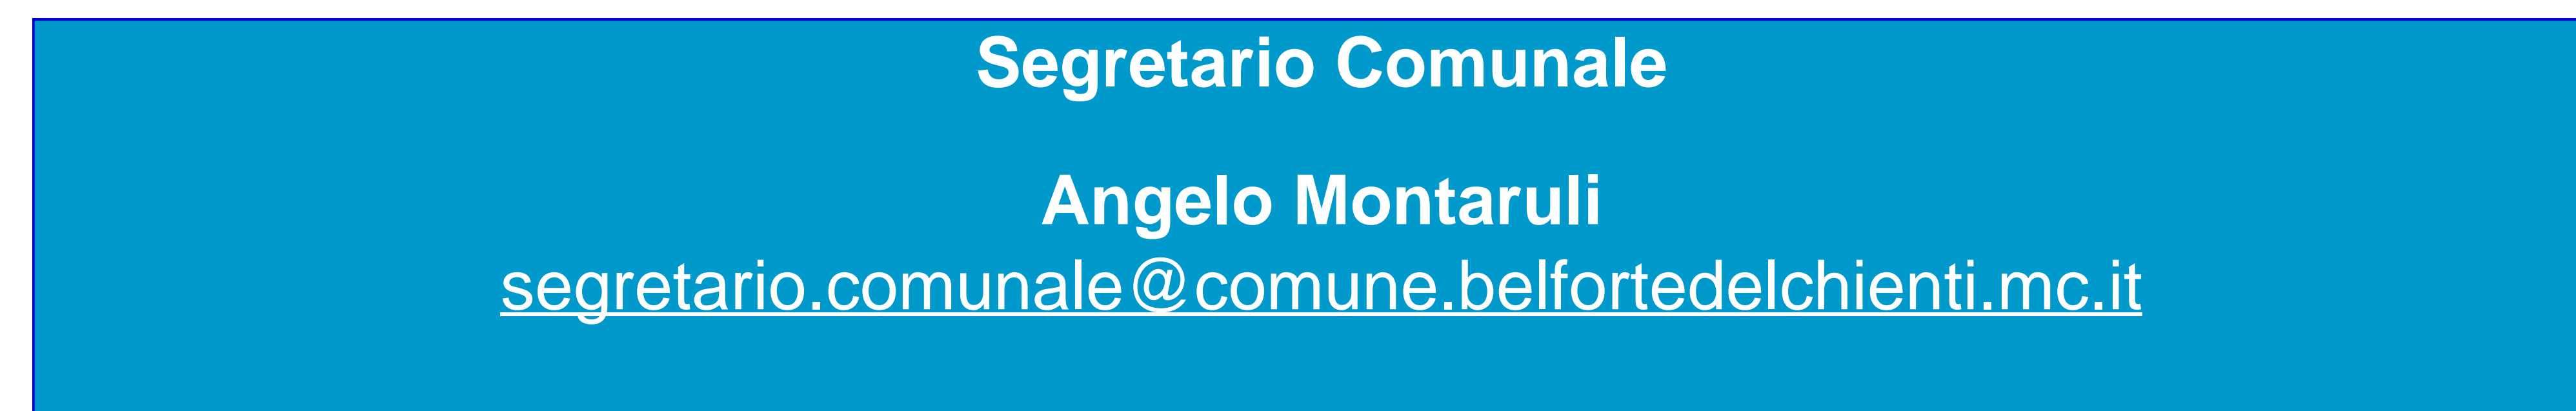 Segretario Comunale
Angelo Montaruli
segretario.comunale@comune.belfortedelchienti.mc.it